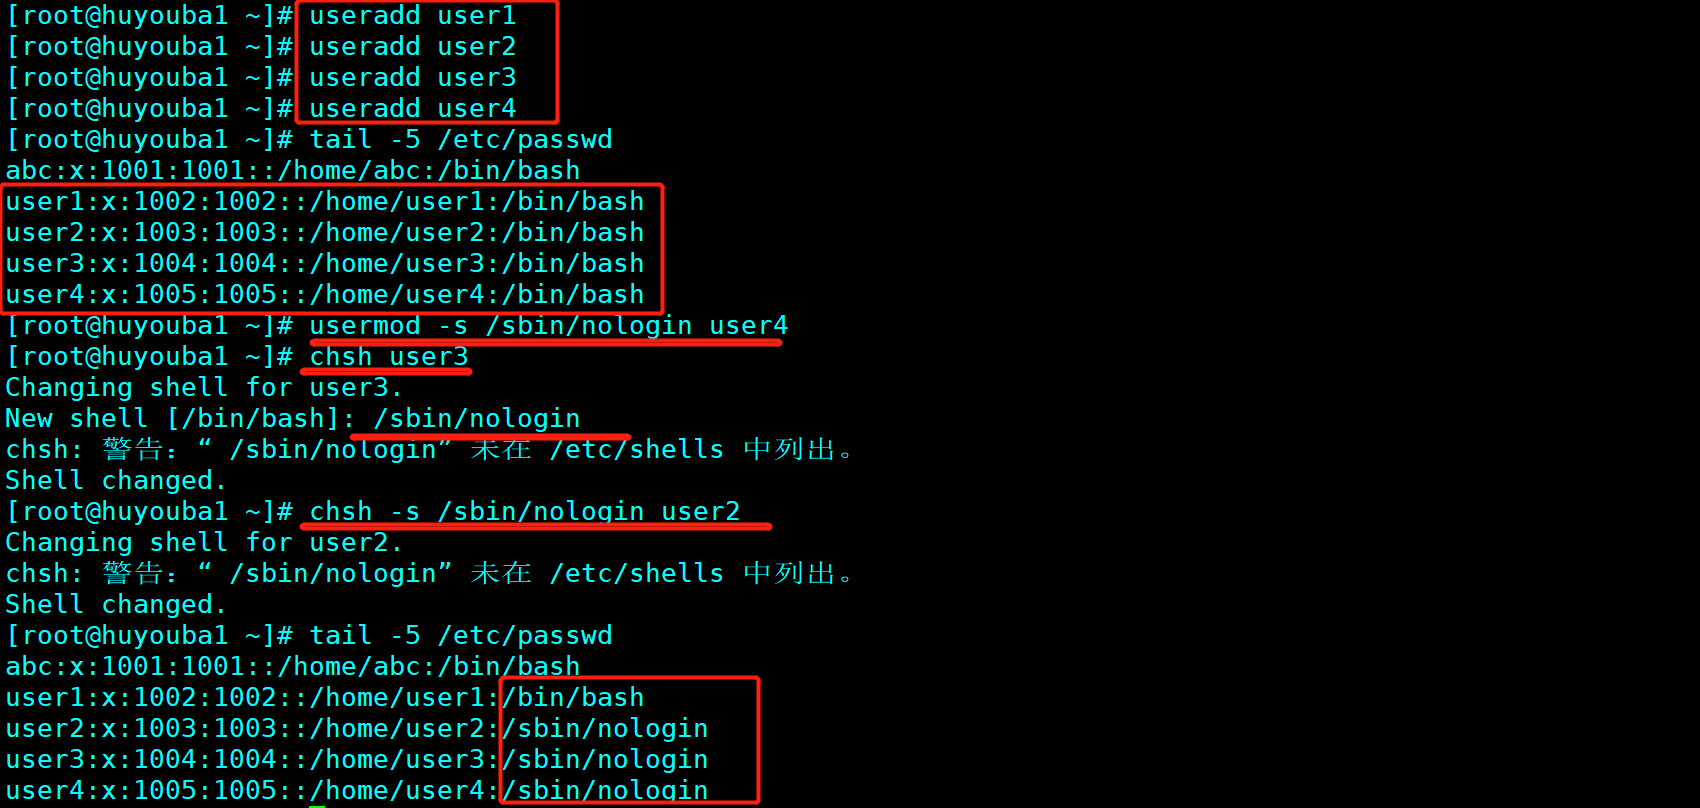 [root@huyouba1 ~]# useradd user1
[root@huyouba1 ~]# useradd user2
[root@huyouba1 ~]# useradd user3
[root@huyouba1 ~]# useradd user4
[root@huyouba1 ~]# tail -5 /etc/passwd
abc:x:1001:1001::/home/abc:/bin/bash
user1:x:1002:1002::/home/user1:/bin/bash
user2:x:1003:1003::/home/user2:/bin/bash
user3:x:1004:1004::/home/user3:/bin/bash
user4:x:1005:1005::/home/user4:/bin/bash
[root@huyouba1 ~]# usermod -s /sbin/nologin user4
[root@huyouba1 ~]# chsh user3
Changing shell for user3.
New shell [/bin/bash]: /sbin/nologin
chsh: 警告：“ /sbin/nologin” 未在 /etc/shells 中列出。
Shell changed.
[root@huyouba1 ~]# chsh -s /sbin/nologin user2
Changing shell for user2.
chsh: 警告：“ /sbin/nologin” 未在 /etc/shells 中列出。
Shell changed.
[root@huyouba1 ~]# tail -5 /etc/passwd
abc:x:1001:1001::/home/abc:/bin/bash
user1:x:1002:1002::/home/user1:/bin/bash
user2:x:1003:1003::/home/user2:/sbin/nologin
user3:x:1004:1004::/home/user3:/sbin/nologin
user4:x:1005:1005::/home/user4:/sbin/nologin